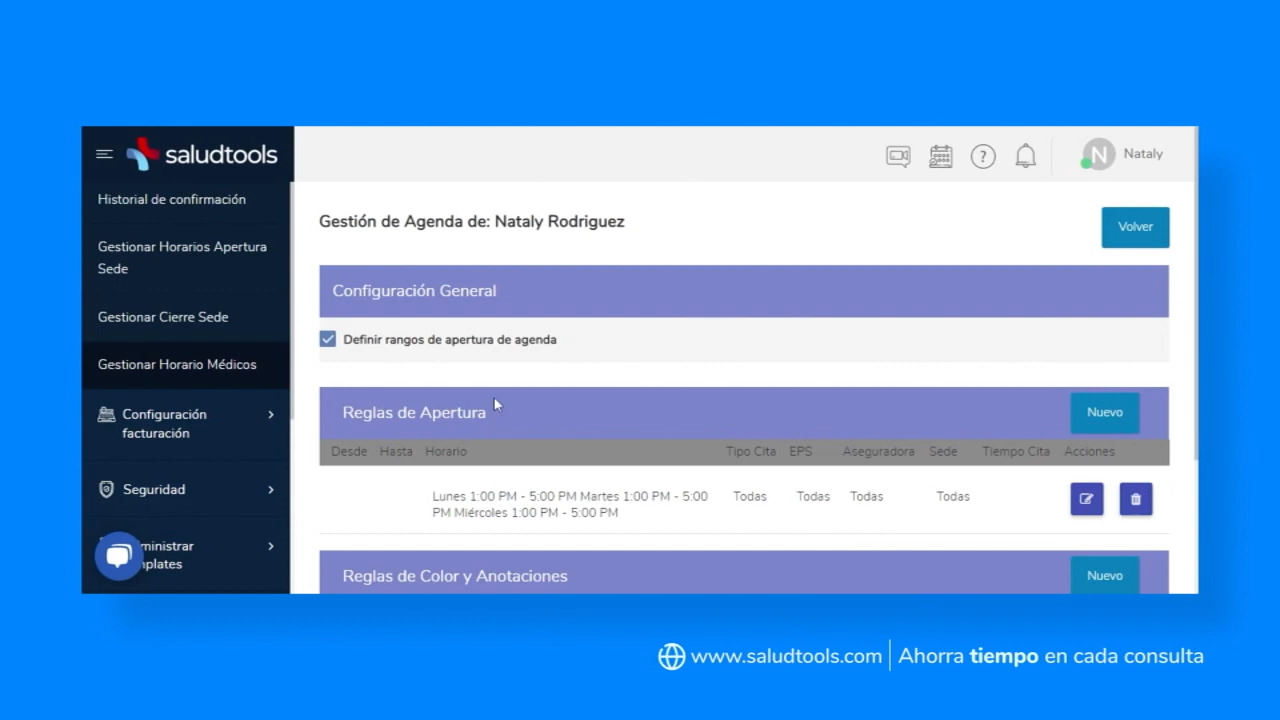 saludtools
Historial de confirmación
Gestionar Horarios Apertura
Sede
Gestionar Cierre Sede
Gestionar Horario Médicos
Configuración
facturación
Seguridad
ministrar
nplates
N
Nataly
Gestión de Agenda de: Nataly Rodriguez
Volver
Configuración General
Definir rangos de apertura de agenda
Reglas de Apertura
Nuevo
Desde Hasta Horario Tipo Cita EPS Aseguradora Sede Tiempo Cita Acciones
Lunes 1:00 PM - 5:00 PM Martes 1:00 PM - 5:00 Todas Todas Todas Todas
PM Miércoles 1:00 PM - 5:00 PM
Reglas de Color y Anotaciones
Nuevo
www.saludtools.com | Ahorra tiempo en cada consulta